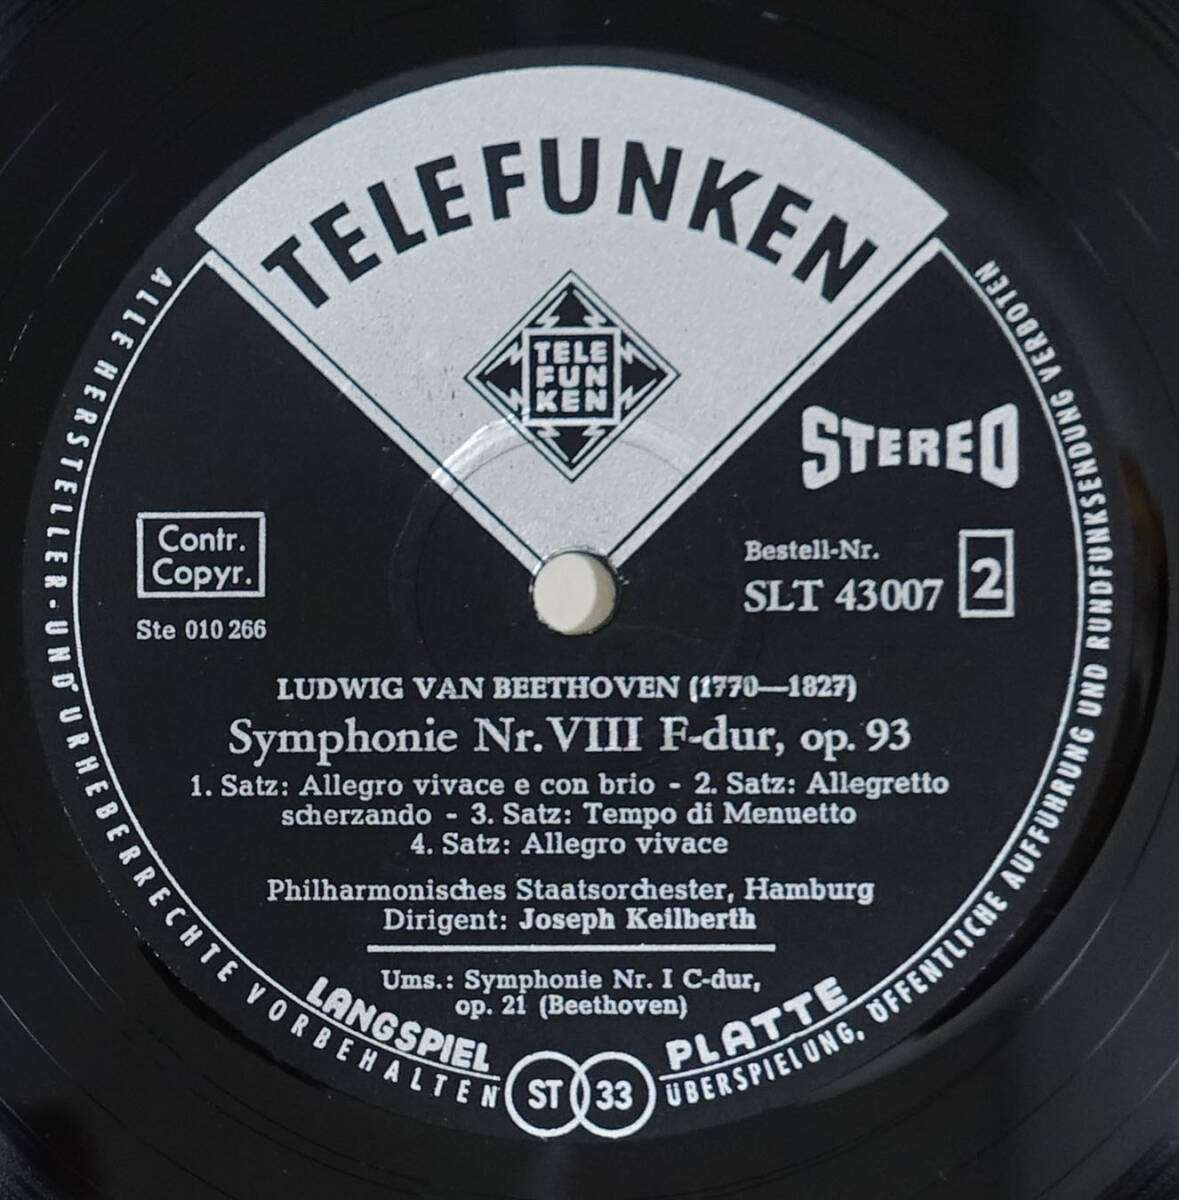 TELEFUNKEN
TELE
FUN
KEN
STEREO
Contr.
Copyr.
Ste 010 266
Bestell-Nr.
SLT 43007
2
LUDWIG VAN BEETHOVEN (1770—1827)
Symphonie Nr. VIII F-dur, op. 93
1. Satz: Allegro vivace e con brio - 2. Satz: Allegretto
scherzando - 3. Satz: Tempo di Menuetto
4. Satz: Allegro vivace
Philharmonisches Staatsorchester, Hamburg
Dirigent: Joseph Keilberth
Ums.: Symphonie Nr. I C-dur,
op. 21 (Beethoven)
LANGSPIEL PLATTE
ST 33
ALLE HERSTELLER- UND URHEBERRECHTE VORBEHALTEN
ÜBERSPIELUNG, ÖFFENTLICHE AUFFÜHRUNG UND RUNDFUNKSENDUNG VERBOTEN